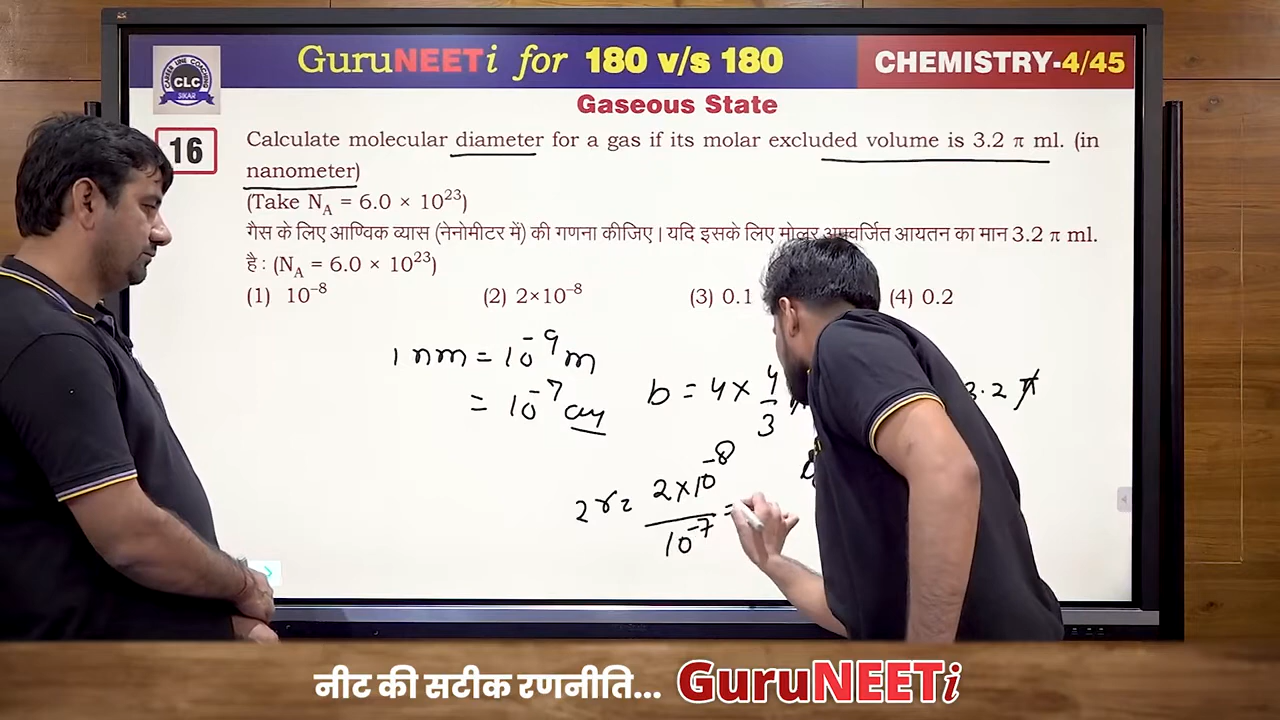 GuruNEETi for 180 v/s 180
CHEMISTRY-4/45
CLC
SIKAR
Gaseous State
16
Calculate molecular diameter for a gas if its molar excluded volume is 3.2 π ml. (in
nanometer)
(Take N_A = 6.0 × 10²³)
गैस के लिए आण्विक व्यास (नेनोमीटर में) की गणना कीजिए। यदि इसके लिए मोलर आयतन का मान 3.2 π ml.
है : (N_A = 6.0 × 10²³)
(1) 10⁻⁸ (2) 2×10⁻⁸ (3) 0.1 (4) 0.2
1 nm = 10⁻⁹ m
= 10⁻⁷ cm
b = 4 × 4/3 3.2 π
2r = 2×10⁻⁸ / 10⁻⁷ =
नीट की सटीक रणनीति... GuruNEETi